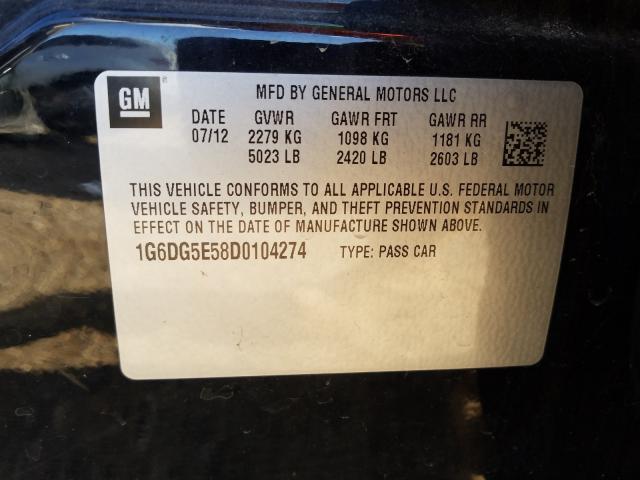 GM
MFD BY GENERAL MOTORS LLC
DATE GVWR GAWR FRT GAWR RR
07/12 2279 KG 1098 KG 1181 KG
5023 LB 2420 LB 2603 LB
THIS VEHICLE CONFORMS TO ALL APPLICABLE U.S. FEDERAL MOTOR
VEHICLE SAFETY, BUMPER, AND THEFT PREVENTION STANDARDS IN
EFFECT ON THE DATE OF MANUFACTURE SHOWN ABOVE.
1G6DG5E58D0104274 TYPE: PASS CAR